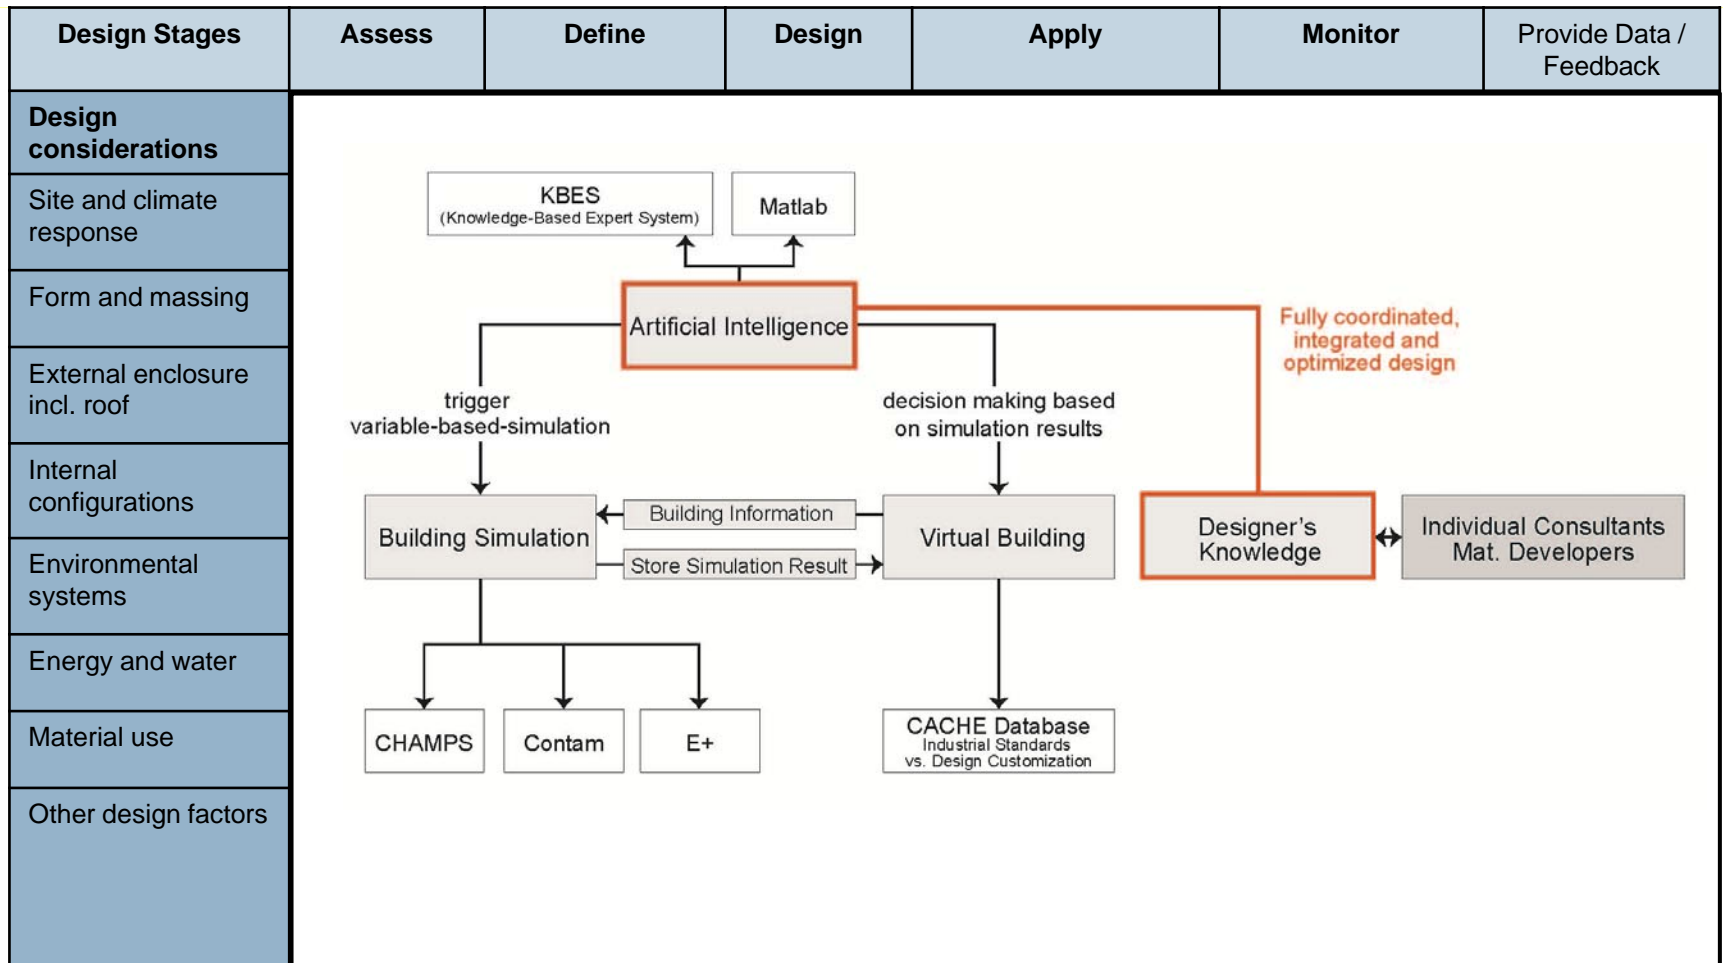 Design Stages
Assess
Define
Design
Apply
Monitor
Provide Data /
Feedback
Design
considerations
Site and climate
response
Form and massing
External enclosure
incl. roof
Internal
configurations
Environmental
systems
Energy and water
Material use
Other design factors
KBES
(Knowledge-Based Expert System)
Matlab
Artificial Intelligence
Fully coordinated,
integrated and
optimized design
trigger
variable-based-simulation
decision making based
on simulation results
Building Simulation
Building Information
Store Simulation Result
Virtual Building
Designer's
Knowledge
Individual Consultants
Mat. Developers
CHAMPS
Contam
E+
CACHE Database
Industrial Standards
vs. Design Customization